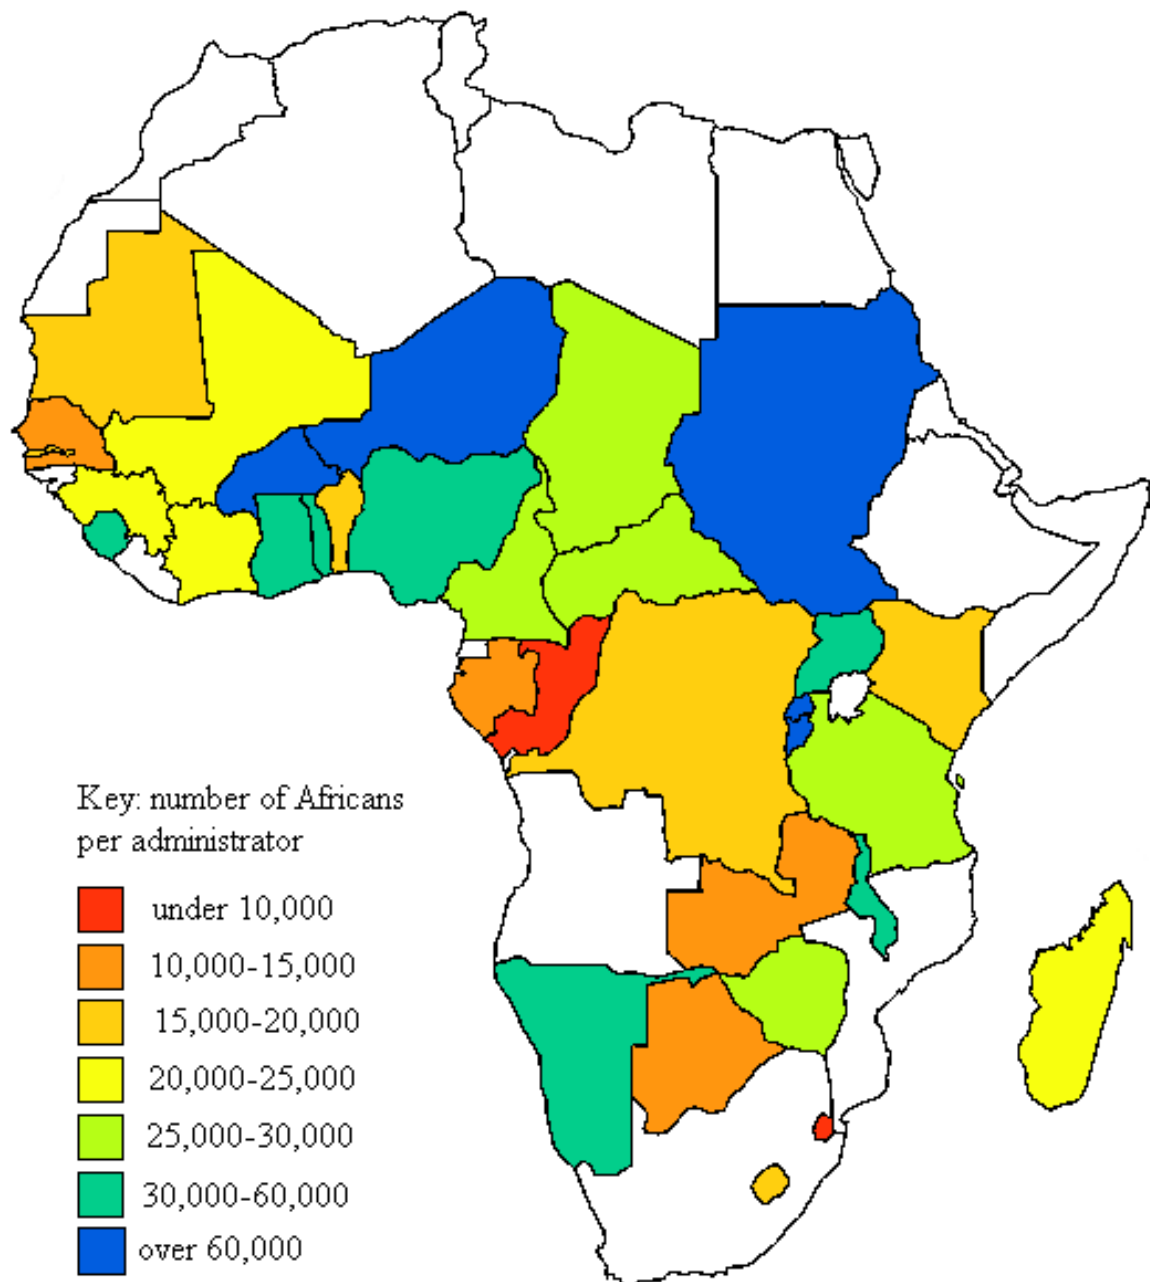 Key: number of Africans
per administrator
under 10,000
10,000-15,000
15,000-20,000
20,000-25,000
25,000-30,000
30,000-60,000
over 60,000